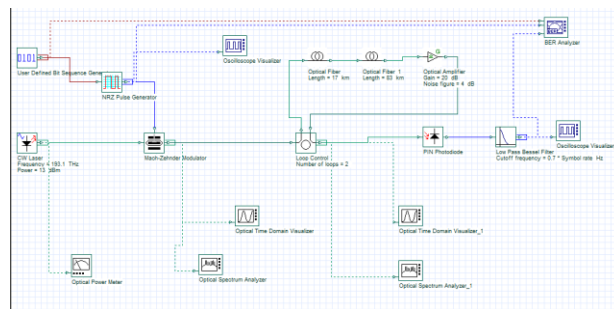 0101
User Defined Bit Sequence Gene
NRZ Pulse Generator
Oscilloscope Visualizer
Optical Fiber
Length = 17 km
Optical Fiber_1
Length = 83 km
G
Optical Amplifier
Gain = 20 dB
Noise figure = 4 dB
BER Analyzer
CW Laser
Frequency = 193.1 THz
Power = 13 dBm
Mach-Zehnder Modulator
Loop Control
Number of loops = 2
PIN Photodiode
Low Pass Bessel Filter
Cutoff frequency = 0.7 * Symbol rate Hz
Oscilloscope Visualize
Optical Time Domain Visualizer
Optical Time Domain Visualizer_1
Optical Power Meter
Optical Spectrum Analyzer
Optical Spectrum Analyzer_1